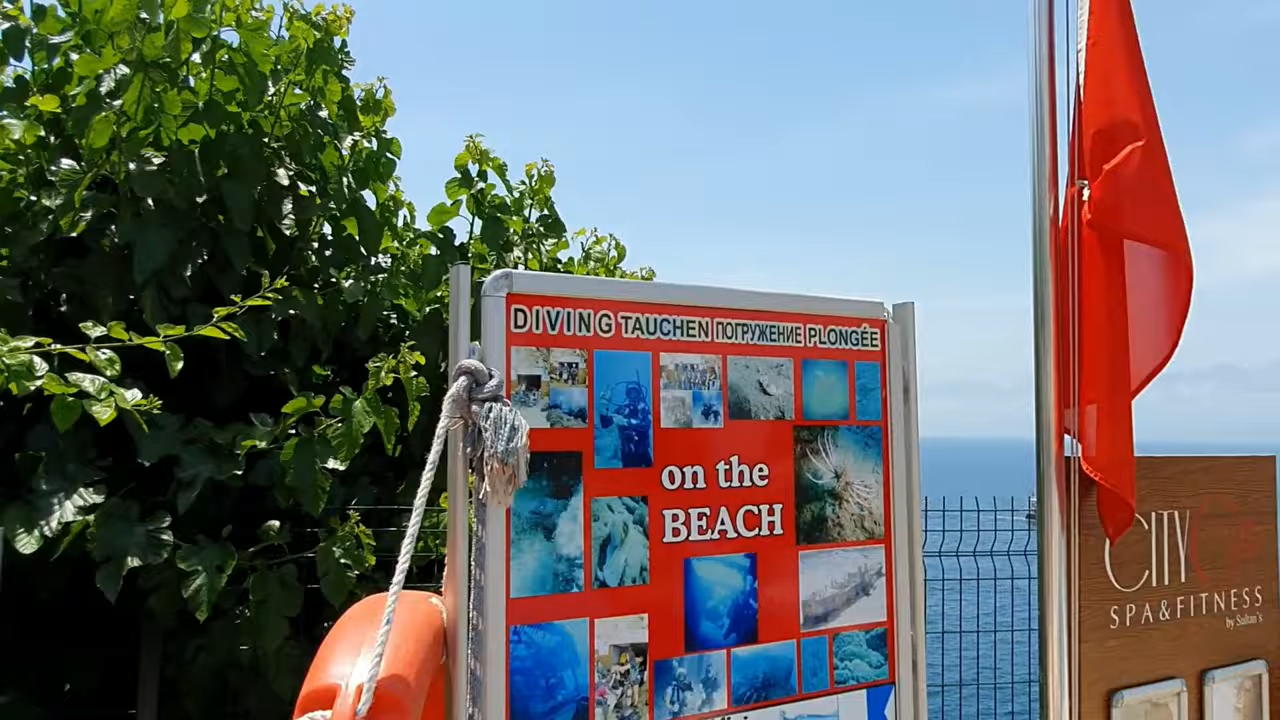 DIVING TAUCHEN ПОГРУЖЕНИЕ PLONGÉE
on the
BEACH
CITY
SPA&FITNESS
by Sultan's